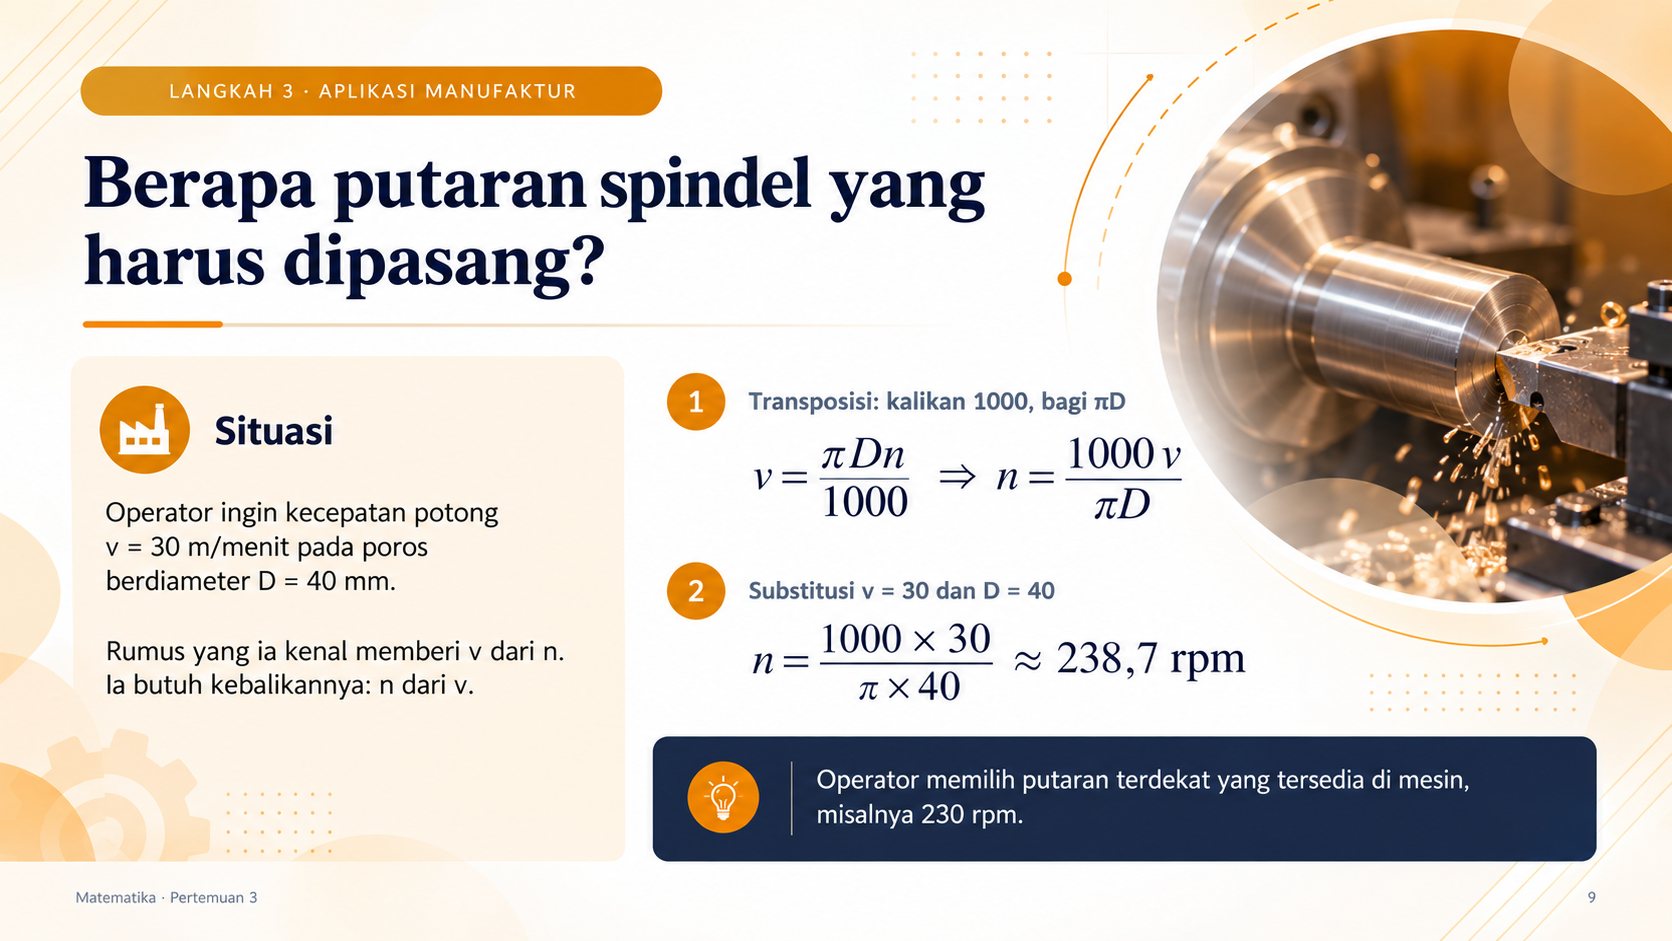 LANGKAH 3 · APLIKASI MANUFAKTUR
Berapa putaran spindel yang
harus dipasang?
Situasi
Operator ingin kecepatan potong
v = 30 m/menit pada poros
berdiameter D = 40 mm.
Rumus yang ia kenal memberi v dari n.
Ia butuh kebalikannya: n dari v.
1 Transposisi: kalikan 1000, bagi πD
v = πDn/1000 ⇒ n = 1000 v/πD
2 Substitusi v = 30 dan D = 40
n = 1000 × 30/π × 40 ≈ 238,7 rpm
Operator memilih putaran terdekat yang tersedia di mesin,
misalnya 230 rpm.
Matematika · Pertemuan 3
9